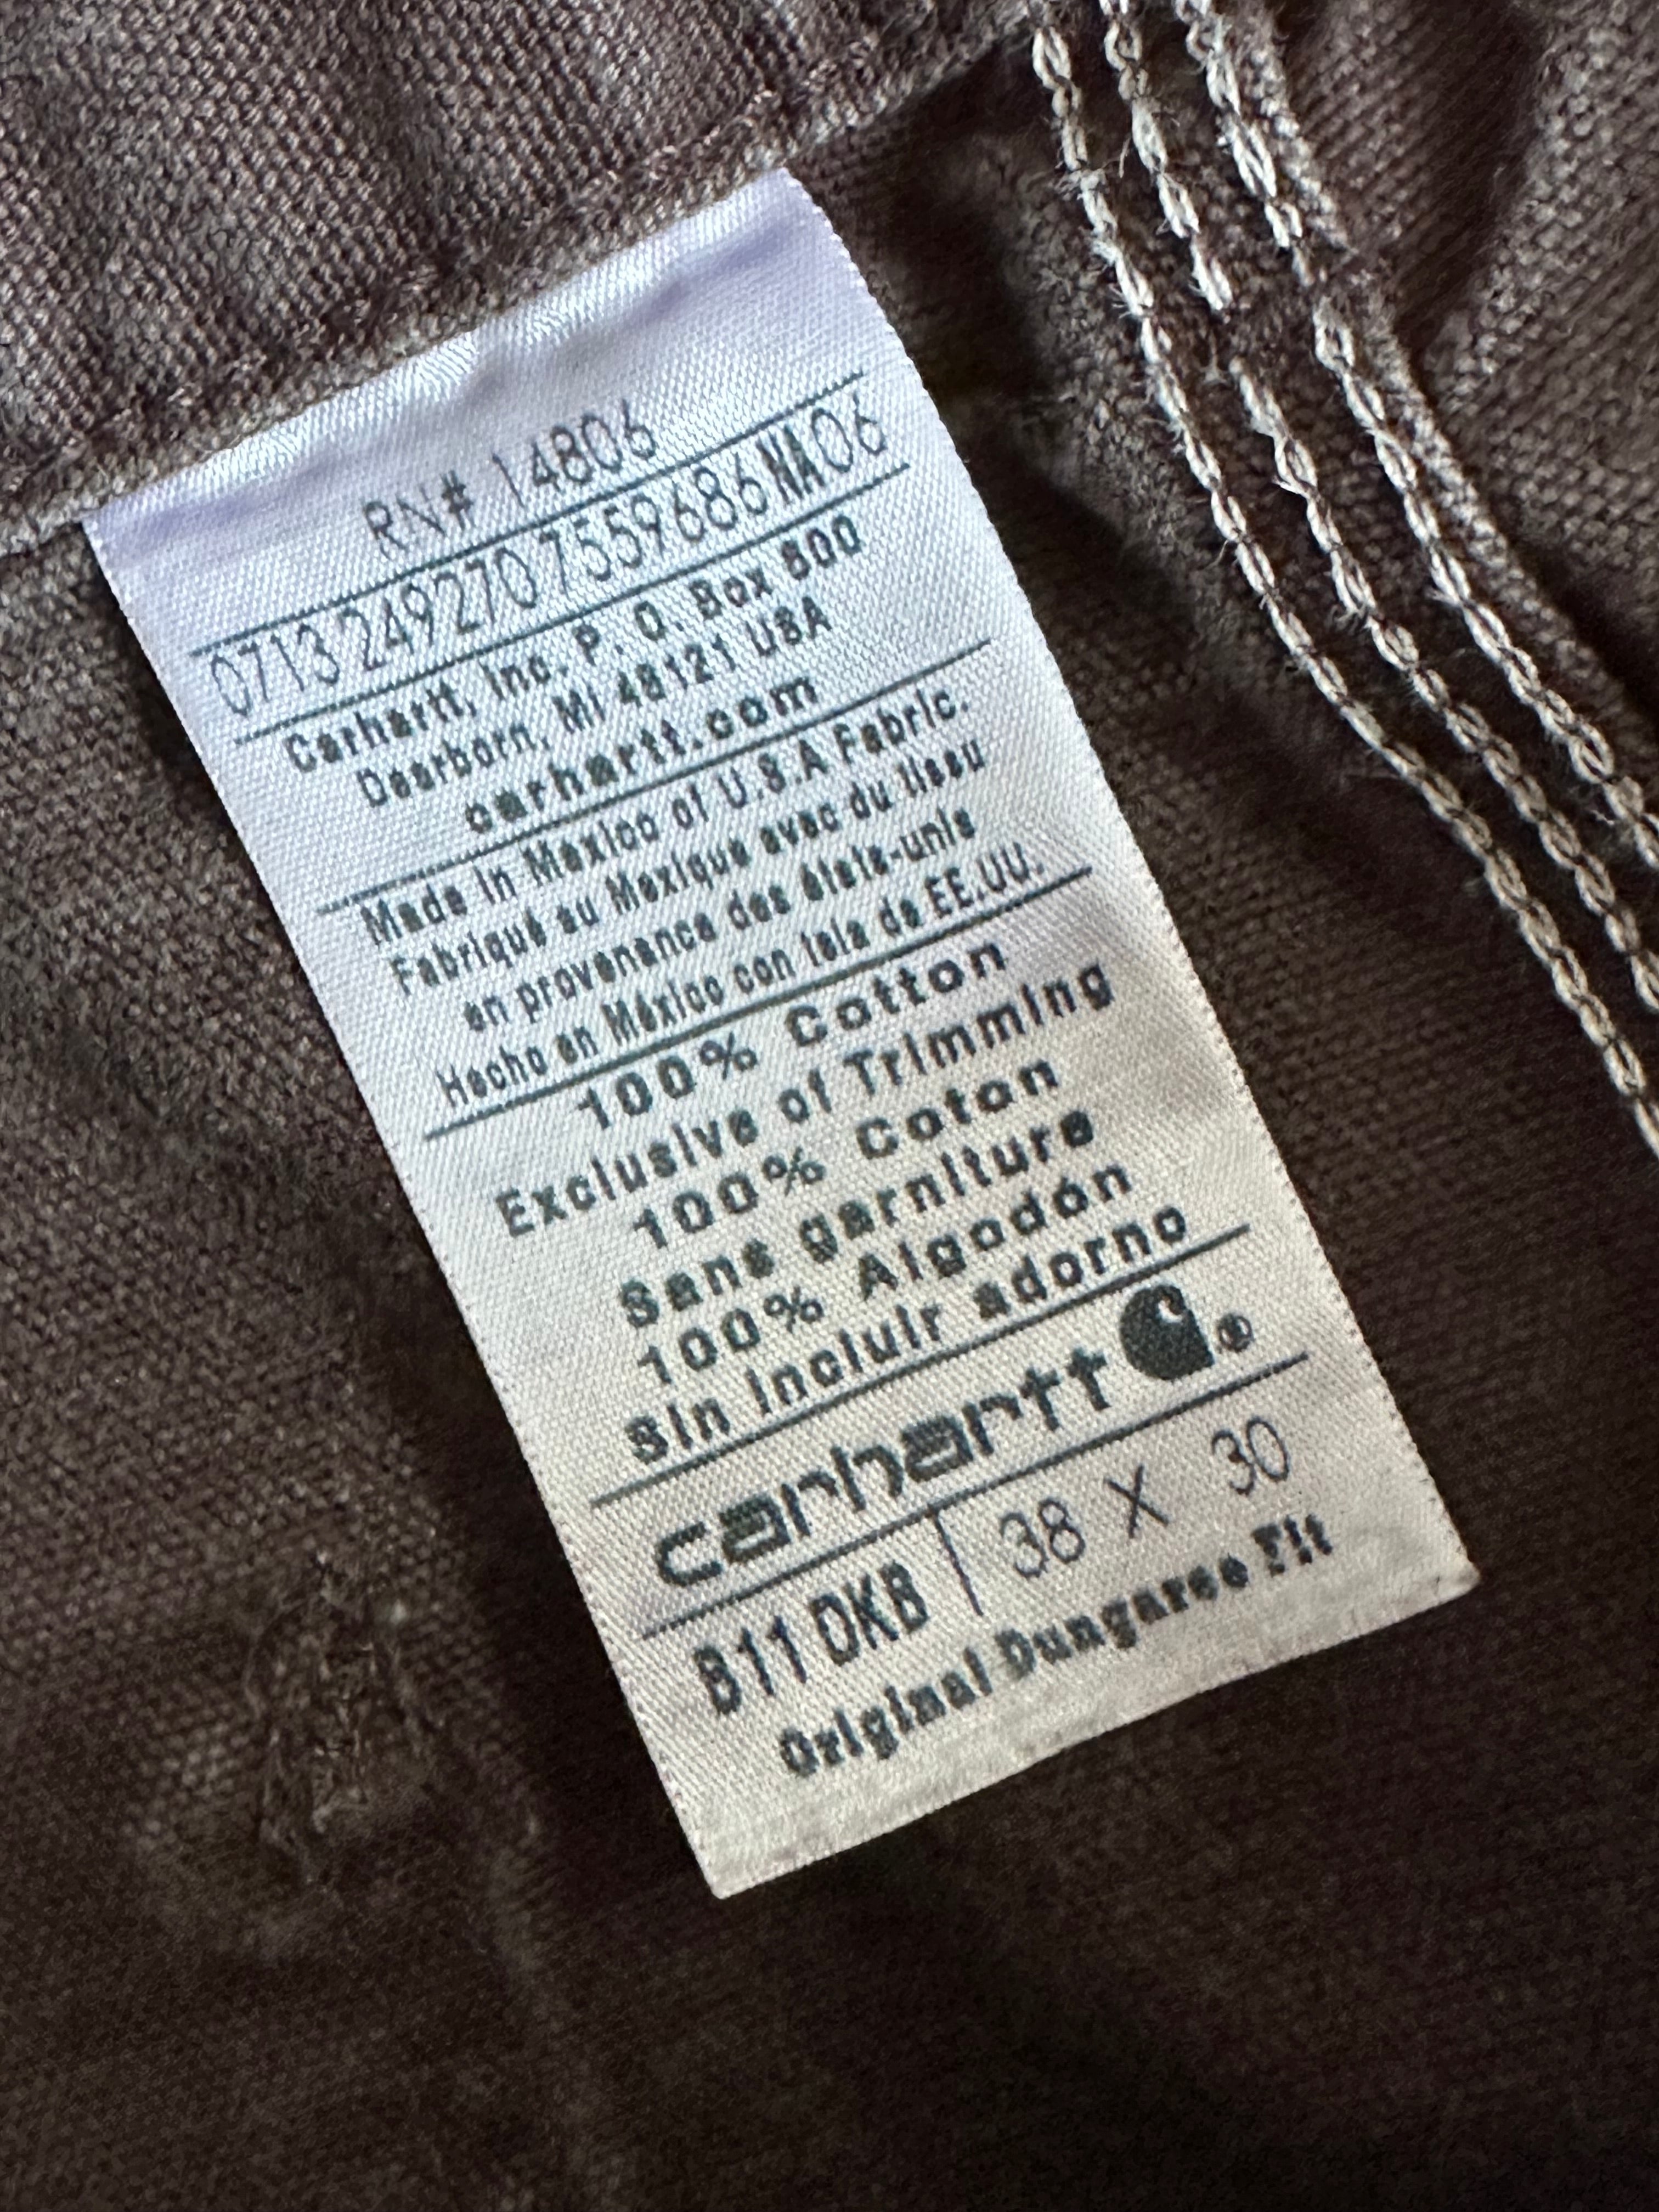 RN# 14806
0713 249270 7559686 NA 06
Carhartt, Inc. P. O. Box 600
Dearborn, MI 48121 USA
carhartt.com
Made in Mexico of U.S.A Fabric.
Fabriqué au Mexique avec du tissu
en provenance des états-unis
Hecho en México con tela de EE.UU.
100% Cotton
Exclusive of Trimming
100% Coton
Sans garniture
100% Algodón
Sin incluir adorno
carhartt ®
B11 DKB | 38 X 30
Original Dungaree Fit